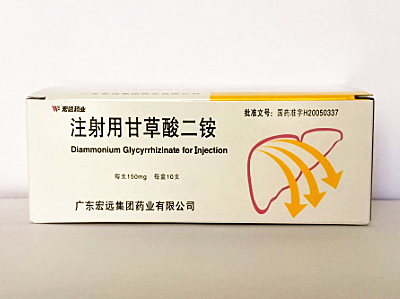 宏远药业
批准文号：国药准字H20050337
注射用甘草酸二铵
Diammonium Glycyrrhizinate for Injection
每支150mg 每盒10支
广东宏远集团药业有限公司